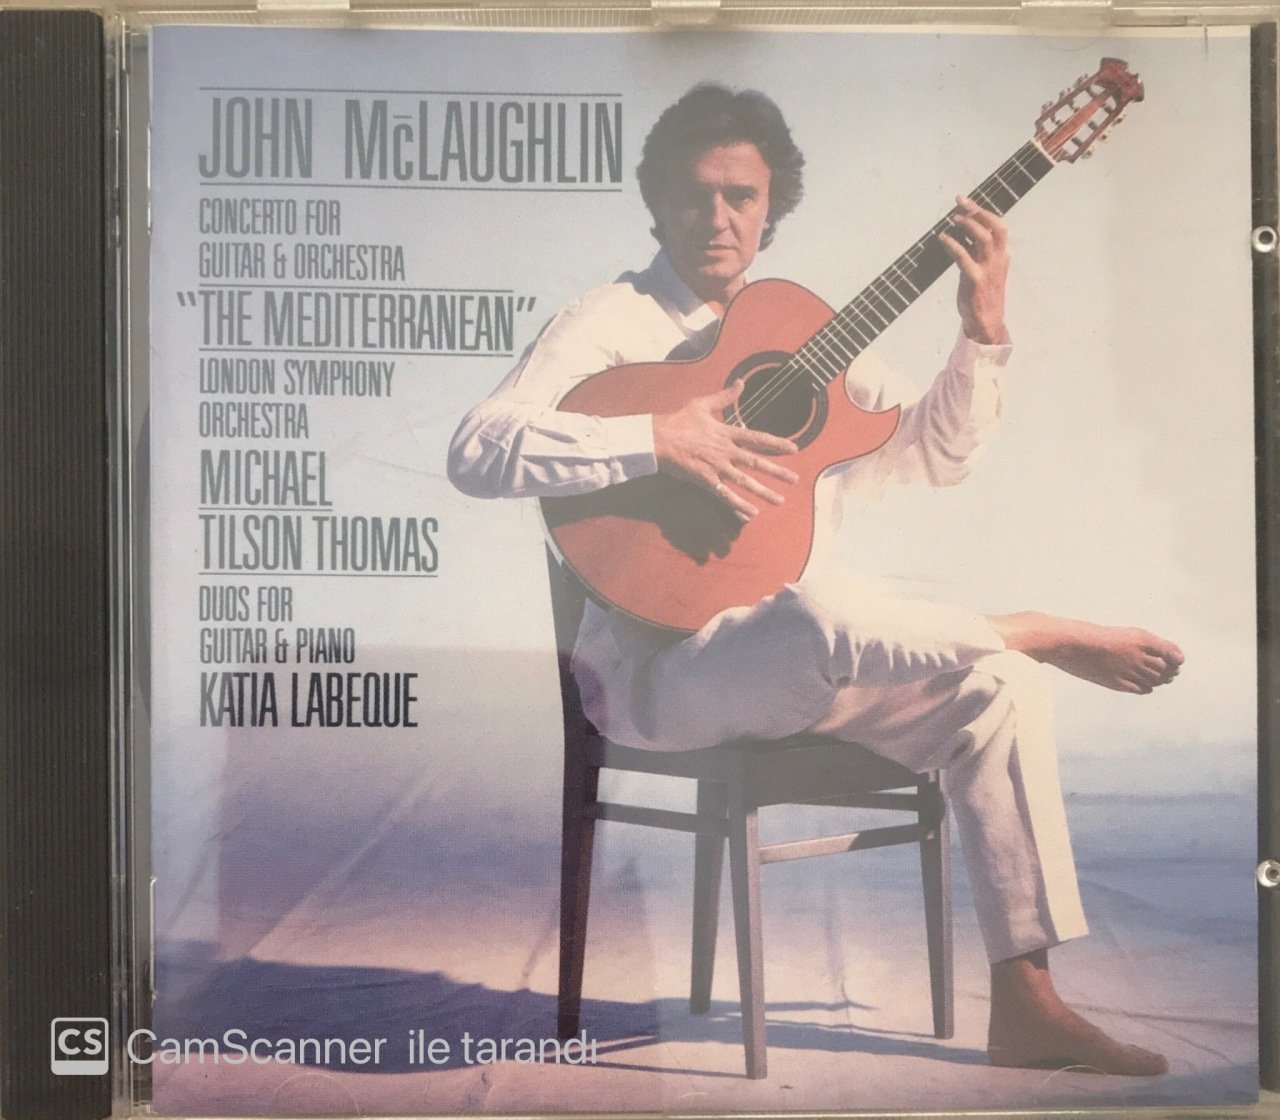 JOHN McLAUGHLIN
CONCERTO FOR
GUITAR & ORCHESTRA
"THE MEDITERRANEAN"
LONDON SYMPHONY
ORCHESTRA
MICHAEL
TILSON THOMAS
DUOS FOR
GUITAR & PIANO
KATIA LABEQUE
CS CamScanner ile tarandı